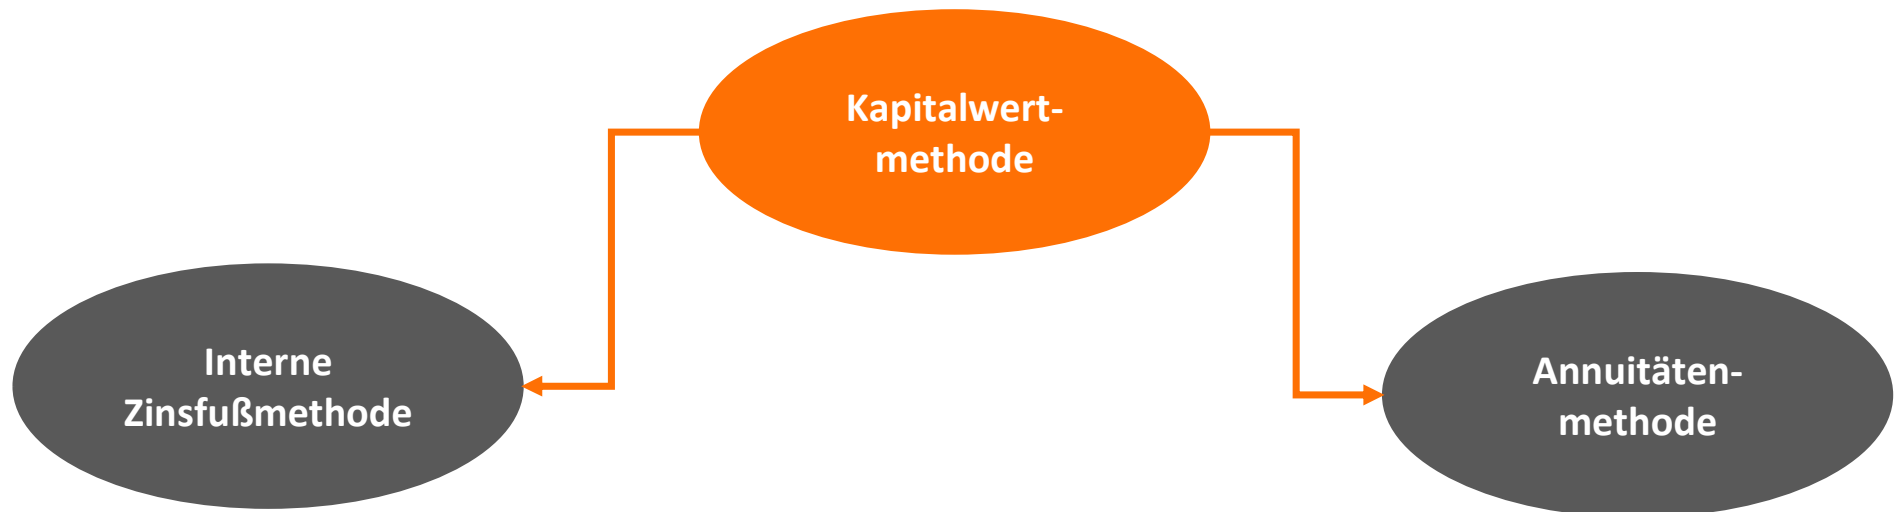 Kapitalwert-
methode
Interne
Zinsfußmethode
Annuitäten-
methode